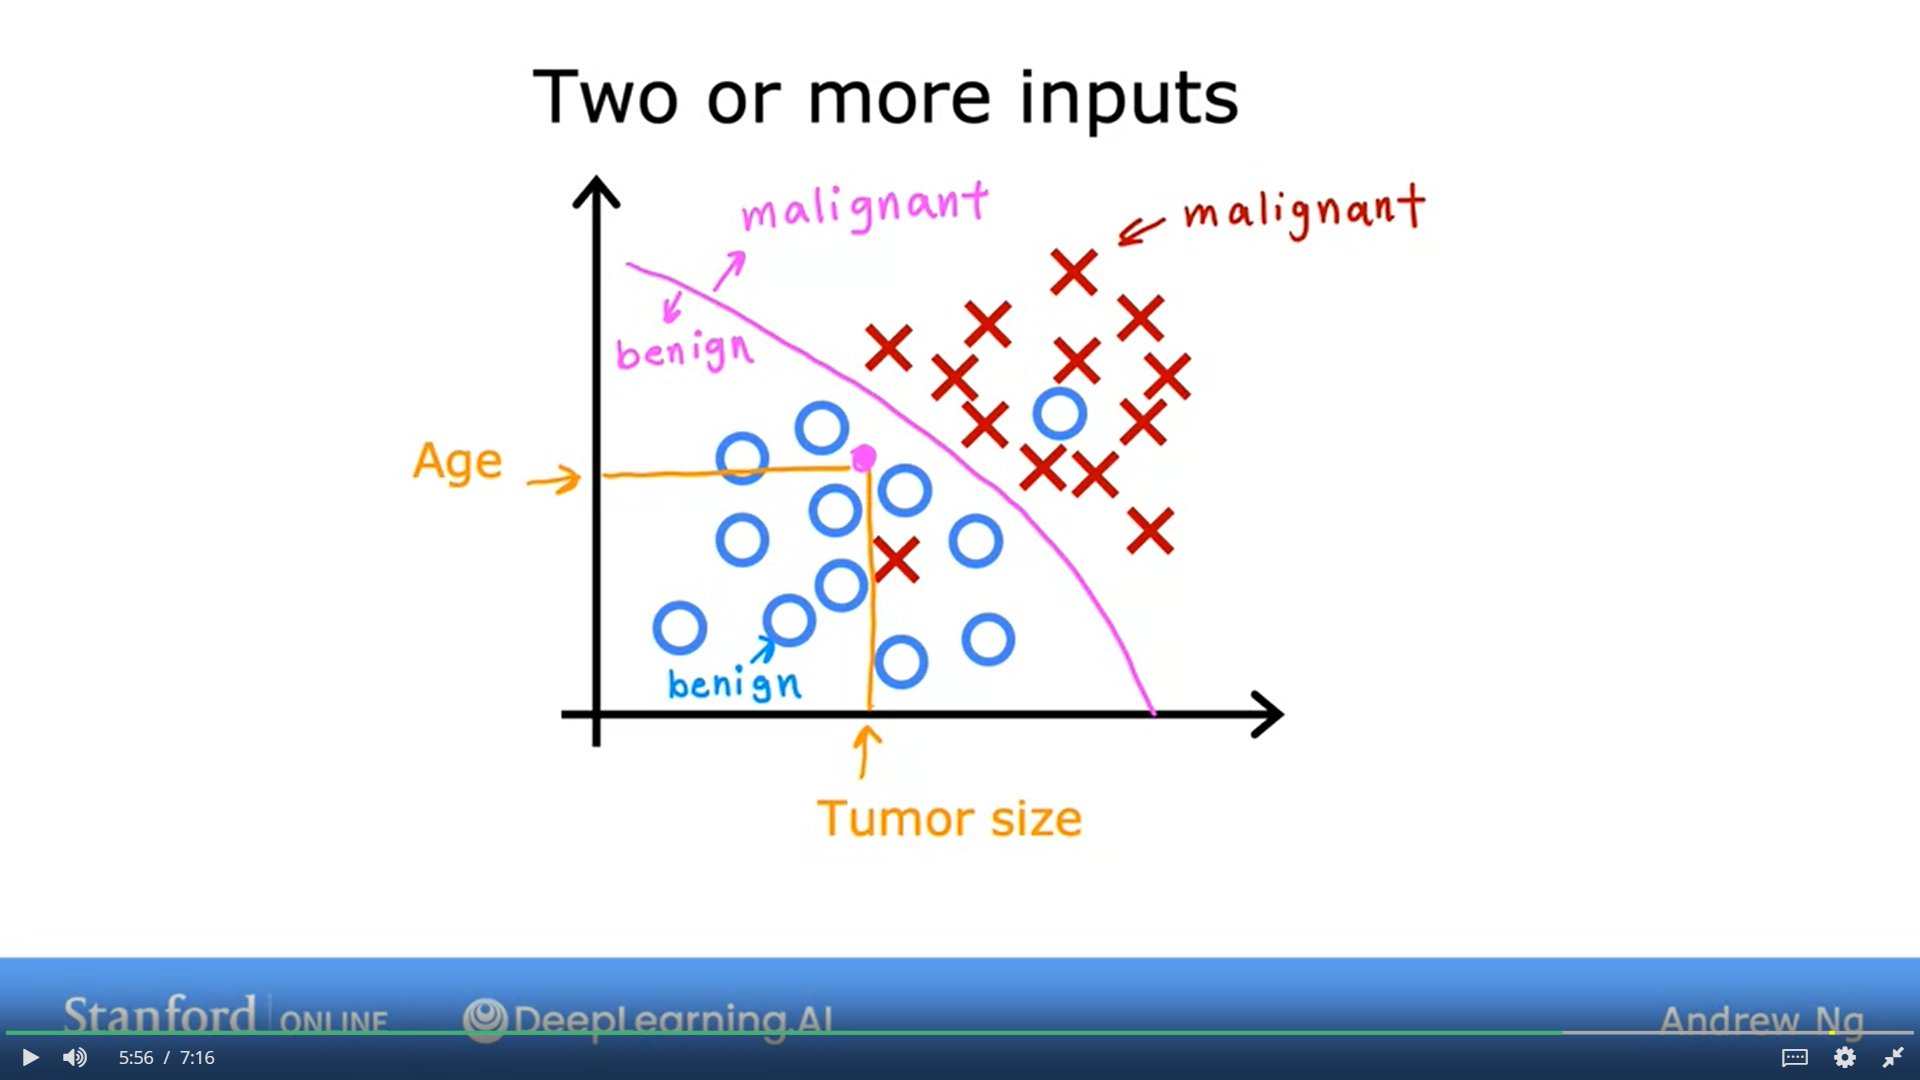 Two or more inputs
malignant
malignant
benign
Age
benign
Tumor size
Stanford ONLINE
DeepLearning.AI
Andrew Ng
5:56 / 7:16